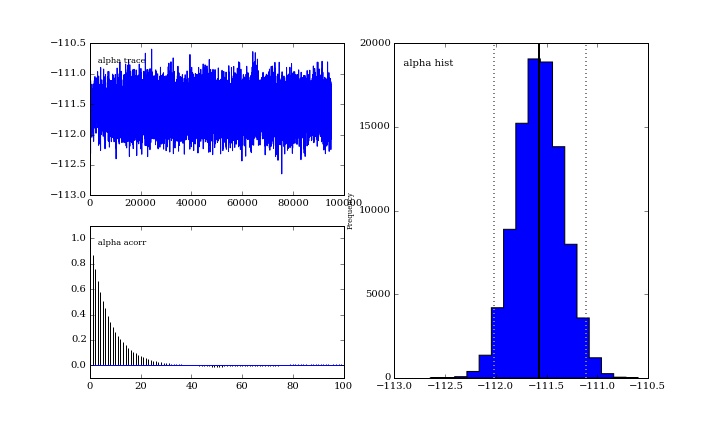 −110.5
alpha trace
−111.0
−111.5
−112.0
−112.5
−113.0
0 20000 40000 60000 80000 100000
alpha acorr
1.0
0.8
0.6
0.4
0.2
0.0
0 20 40 60 80 100
Frequency
20000
alpha hist
15000
10000
5000
0
−113.0 −112.5 −112.0 −111.5 −111.0 −110.5